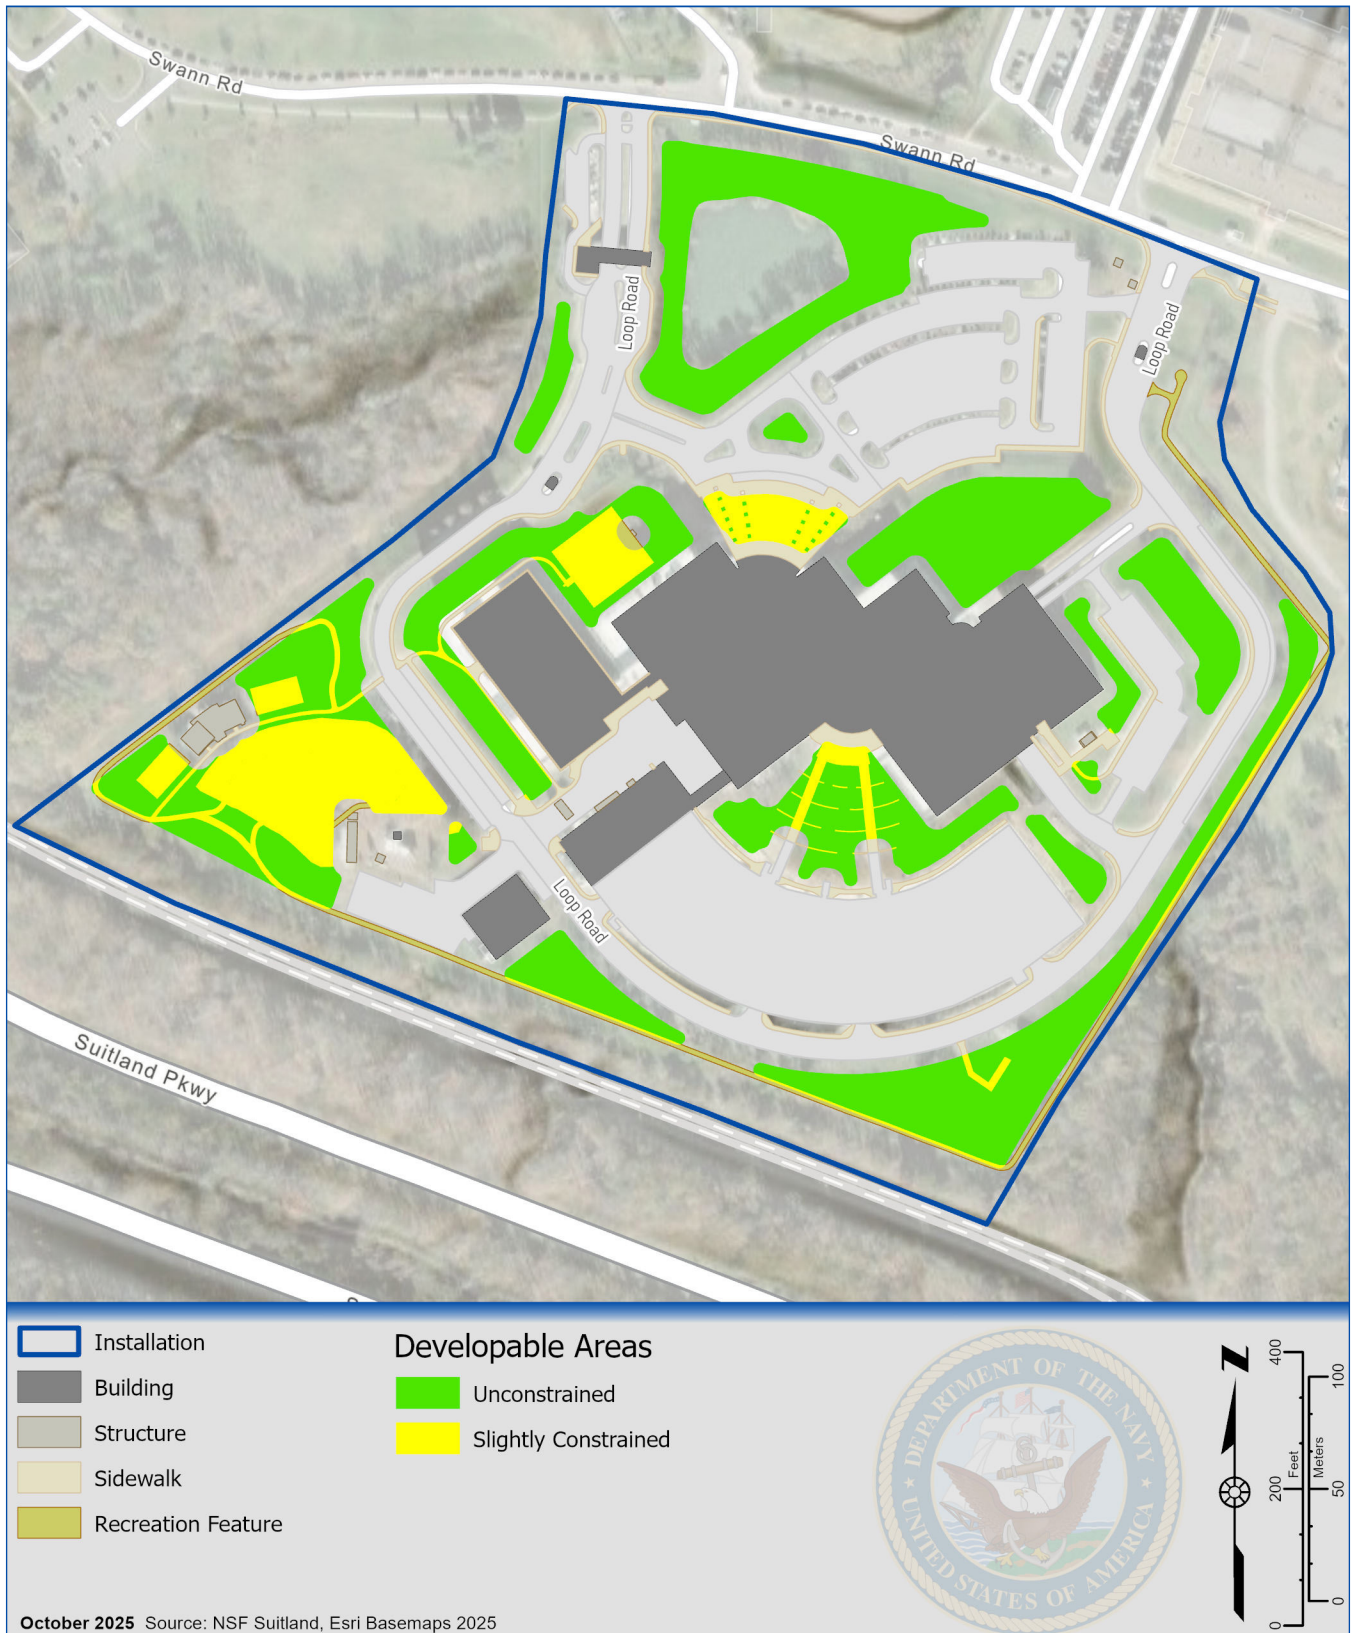 Swann Rd
Swann Rd
Loop Road
Loop Road
Loop Road
Suitland Pkwy
Installation
Building
Structure
Sidewalk
Recreation Feature
Developable Areas
Unconstrained
Slightly Constrained
DEPARTMENT OF THE NAVY
UNITED STATES OF AMERICA
N
400
200
0
Feet
Meters
100
50
0
October 2025 Source: NSF Suitland, Esri Basemaps 2025